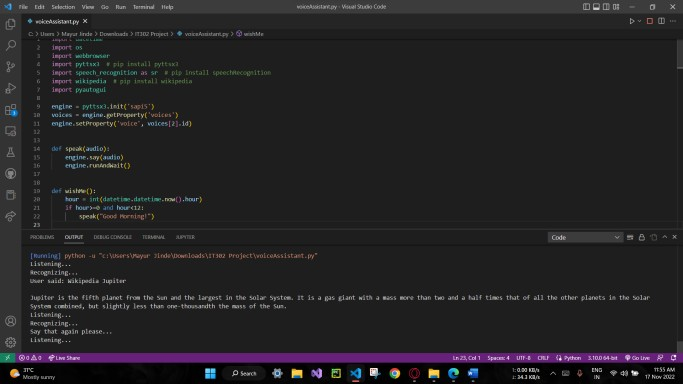 File Edit Selection View Go Run Terminal Help
voiceAssistant.py - Visual Studio Code
voiceAssistant.py
C: > Users > Mayur Jinde > Downloads > IT302 Project > voiceAssistant.py > wishMe
1 import datetime
2 import os
3 import webbrowser
4 import pyttsx3 # pip install pyttsx3
5 import speech_recognition as sr # pip install speechRecognition
6 import wikipedia # pip install wikipedia
7 import pyautogui
8
9 engine = pyttsx3.init('sapi5')
10 voices = engine.getProperty('voices')
11 engine.setProperty('voice', voices[2].id)
12
13
14 def speak(audio):
15 engine.say(audio)
16 engine.runAndWait()
17
18
19 def wishMe():
20 hour = int(datetime.datetime.now().hour)
21 if hour>=0 and hour<12:
22 speak("Good Morning!")
23
PROBLEMS OUTPUT DEBUG CONSOLE TERMINAL JUPYTER
Code
[Running] python -u "c:\Users\Mayur Jinde\Downloads\IT302 Project\voiceAssistant.py"
Listening...
Recognizing...
User said: Wikipedia Jupiter
Jupiter is the fifth planet from the Sun and the largest in the Solar System. It is a gas giant with a mass more than two and a half times that of all the other planets in the Solar
System combined, but slightly less than one-thousandth the mass of the Sun.
Listening...
Recognizing...
Say that again please...
Listening...
0 0 Live Share
Ln 23, Col 1 Spaces: 4 UTF-8 CRLF Python 3.10.0 64-bit Go Live
31°C
Mostly sunny
Search
1: 0.00 KB/s
↓: 34.3 KB/s
ENG
IN
11:55 AM
17 Nov 2022